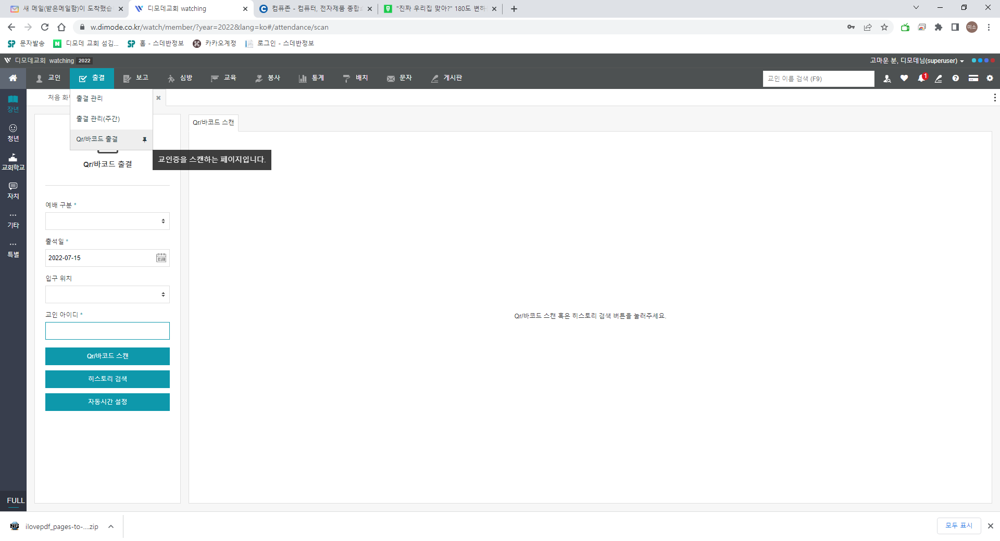 새 메일(받은메일함)이 도착했습
디모데교회 watching
컴퓨존 - 컴퓨터, 전자제품 종합쇼
"진짜 우리집 맞아?" 180도 변하
w.dimode.co.kr/watch/member/?year=2022&lang=ko#/attendance/scan
미소
문자발송
디모데 교회 섬김...
홈 - 스데반정보
카카오계정
로그인 - 스데반정보
디모데교회 watching 2022
고마운 분, 디모데님(superuser)
교인
출결
보고
심방
교육
봉사
통계
배치
문자
게시판
교인 이름 검색 (F9)
1
장년
청년
교회학교
자치
기타
특별
FULL
처음 화
출결 관리
출결 관리(주간)
Qr/바코드 출결
교인증을 스캔하는 페이지입니다.
Qr/바코드 출결
예배 구분 *
출석일 *
2022-07-15
입구 위치
교인 아이디 *
Qr/바코드 스캔
히스토리 검색
자동시간 설정
Qr/바코드 스캔
Qr/바코드 스캔 혹은 히스토리 검색 버튼을 눌러주세요.
ZIP
ilovepdf_pages-to-....zip
모두 표시